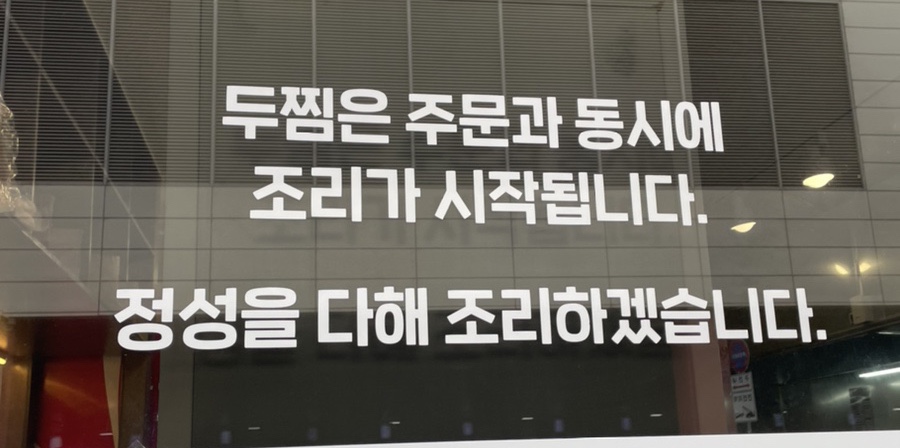 두찜은 주문과 동시에
조리가 시작됩니다.
정성을 다해 조리하겠습니다.